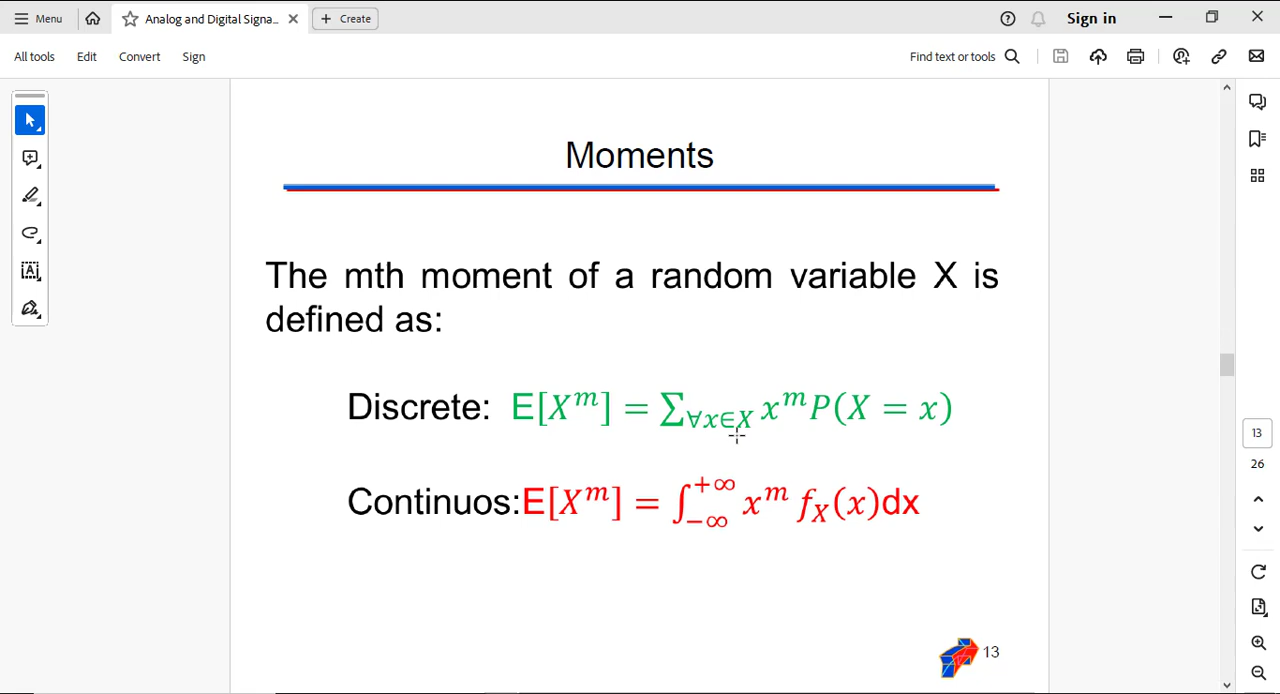 Menu
Analog and Digital Signa...
Create
Sign in
All tools
Edit
Convert
Sign
Find text or tools
Moments
The mth moment of a random variable X is
defined as:
Discrete: E[X^m] = ∑_{∀x∈X} x^m P(X = x)
Continuos:E[X^m] = ∫_{−∞}^{+∞} x^m f_X(x)dx
13
13
26